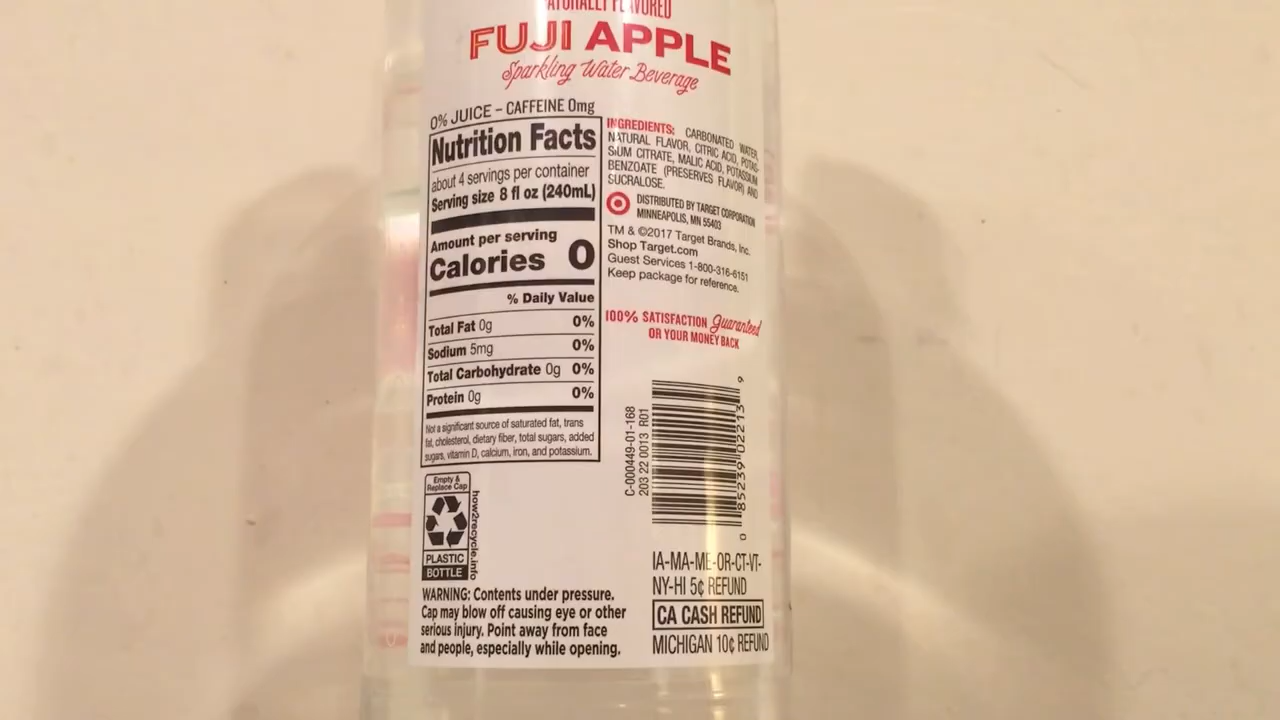 NATURALLY FLAVORED
FUJI APPLE
Sparkling Water Beverage
0% JUICE – CAFFEINE 0mg
Nutrition Facts
about 4 servings per container
Serving size 8 fl oz (240mL)
Amount per serving
Calories 0
% Daily Value
Total Fat 0g 0%
Sodium 5mg 0%
Total Carbohydrate 0g 0%
Protein 0g 0%
Not a significant source of saturated fat, trans
fat, cholesterol, dietary fiber, total sugars, added
sugars, vitamin D, calcium, iron, and potassium.
INGREDIENTS: CARBONATED WATER,
NATURAL FLAVOR, CITRIC ACID, POTAS-
SIUM CITRATE, MALIC ACID, POTASSIUM
BENZOATE (PRESERVES FLAVOR) AND
SUCRALOSE.
DISTRIBUTED BY TARGET CORPORATION
MINNEAPOLIS, MN 55403
TM & ©2017 Target Brands, Inc.
Shop Target.com
Guest Services 1-800-316-6151
Keep package for reference.
100% SATISFACTION Guaranteed
OR YOUR MONEY BACK
C-000449-01-168
203 22 0013 R01
0 85239 02213 9
Empty &
Replace Cap
PLASTIC
BOTTLE
how2recycle.info
WARNING: Contents under pressure.
Cap may blow off causing eye or other
serious injury. Point away from face
and people, especially while opening.
IA-MA-ME-OR-CT-VT-
NY-HI 5¢ REFUND
CA CASH REFUND
MICHIGAN 10¢ REFUND